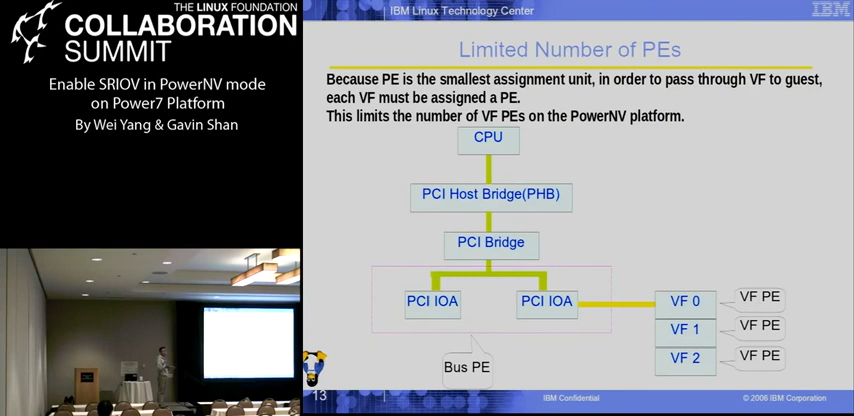 THE LINUX FOUNDATION
COLLABORATION
SUMMIT
Enable SRIOV in PowerNV mode
on Power7 Platform
By Wei Yang & Gavin Shan
IBM Linux Technology Center
IBM
Limited Number of PEs
Because PE is the smallest assignment unit, in order to pass through VF to guest,
each VF must be assigned a PE.
This limits the number of VF PEs on the PowerNV platform.
CPU
PCI Host Bridge(PHB)
PCI Bridge
PCI IOA
PCI IOA
VF 0
VF PE
VF 1
VF PE
VF 2
VF PE
Bus PE
13
IBM Confidential
© 2006 IBM Corporation